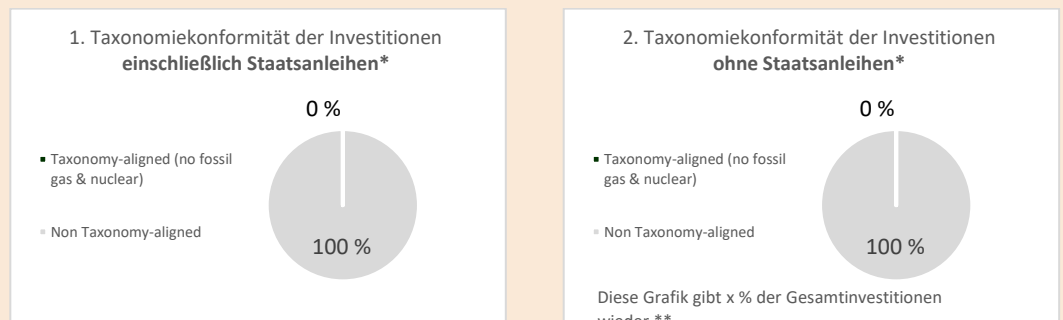 1. Taxonomiekonformität der Investitionen
einschließlich Staatsanleihen*
0 %
Taxonomy-aligned (no fossil
gas & nuclear)
Non Taxonomy-aligned
100 %
2. Taxonomiekonformität der Investitionen
ohne Staatsanleihen*
0 %
Taxonomy-aligned (no fossil
gas & nuclear)
Non Taxonomy-aligned
100 %
Diese Grafik gibt x % der Gesamtinvestitionen
wieder.**